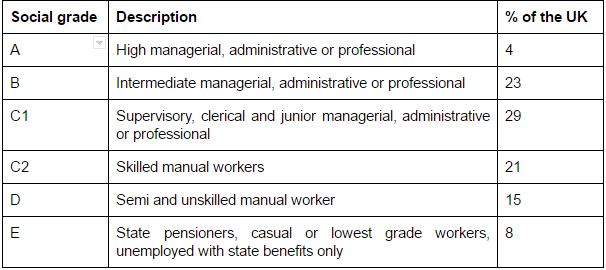 Social grade Description % of the UK
A High managerial, administrative or professional 4
B Intermediate managerial, administrative or professional 23
C1 Supervisory, clerical and junior managerial, administrative 29
or professional
C2 Skilled manual workers 21
D Semi and unskilled manual worker 15
E State pensioners, casual or lowest grade workers, 8
unemployed with state benefits only